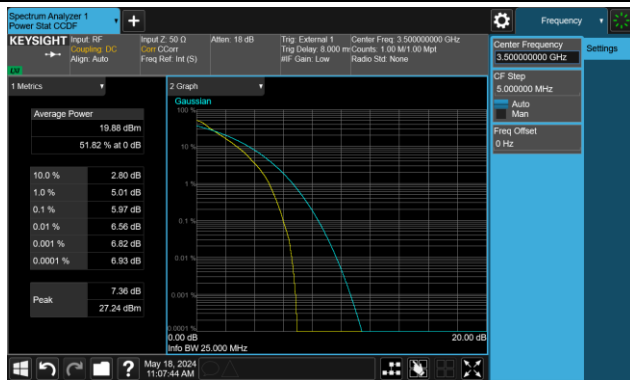 Spectrum Analyzer 1
Power Stat CCDF
Frequency
KEYSIGHT
Input: RF
Coupling: DC
Align: Auto
Input Z: 50 Ω
Corr CCorr
Freq Ref: Int (S)
Atten: 18 dB
Trig: External 1
Trig Delay: 8.000 m
#IF Gain: Low
Center Freq: 3.500000000 GHz
Counts: 1.00 M/1.00 Mpt
Radio Std: None
Center Frequency
3.500000000 GHz
Settings
CF Step
5.000000 MHz
Auto
Man
Freq Offset
0 Hz
1 Metrics
Average Power
19.88 dBm
51.82 % at 0 dB
10.0 % 2.80 dB
1.0 % 5.01 dB
0.1 % 5.97 dB
0.01 % 6.56 dB
0.001 % 6.82 dB
0.0001 % 6.93 dB
Peak
7.36 dB
27.24 dBm
2 Graph
Gaussian
100 %
10 %
1 %
0.1 %
0.01 %
0.001 %
0.0001 %
0.00 dB 20.00 dB
Info BW 25.000 MHz
?
May 18, 2024
11:07:44 AM